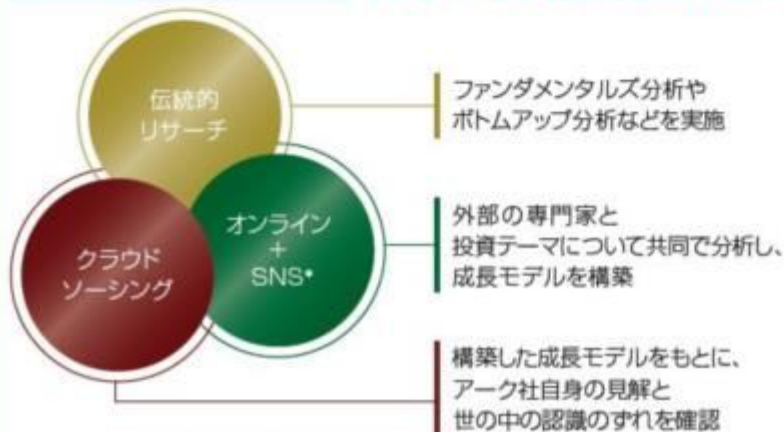 伝統的
リサーチ
ファンダメンタルズ分析や
ボトムアップ分析などを実施
オンライン
+
SNS*
外部の専門家と
投資テーマについて共同で分析し、
成長モデルを構築
クラウド
ソーシング
構築した成長モデルをもとに、
アーク社自身の見解と
世の中の認識のずれを確認